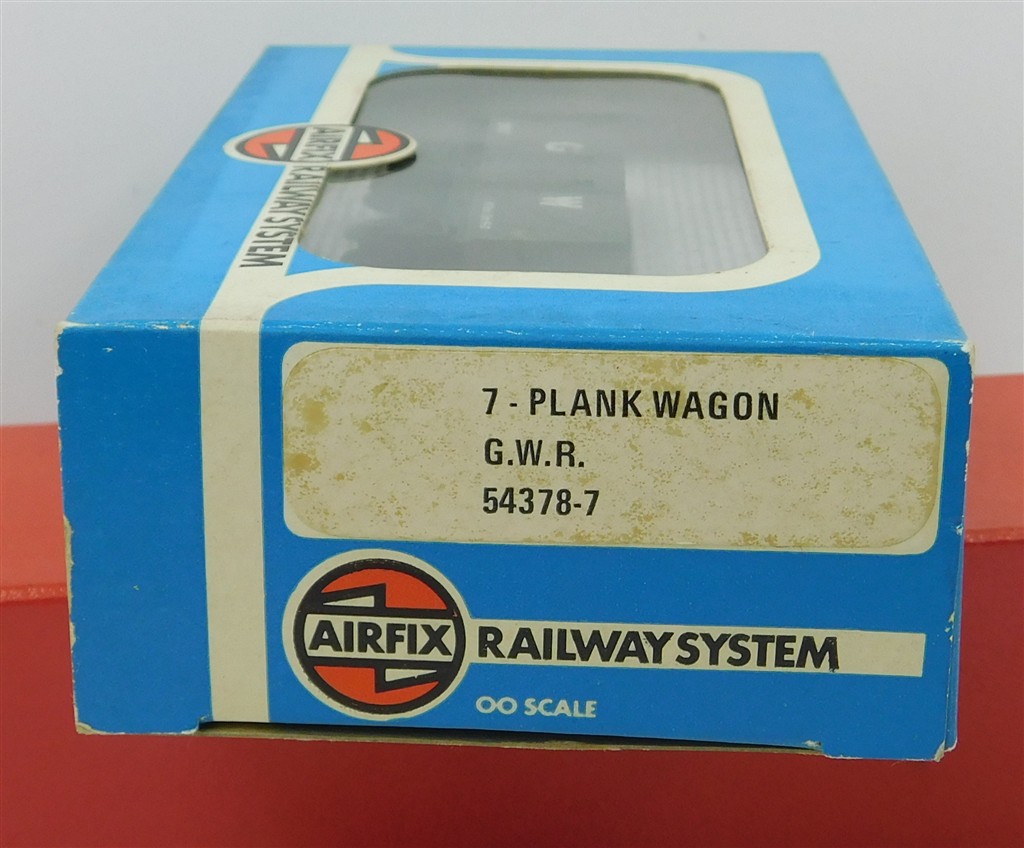 AIRFIX RAILWAY SYSTEM
G W
7 - PLANK WAGON
G.W.R.
54378-7
AIRFIX RAILWAY SYSTEM
OO SCALE